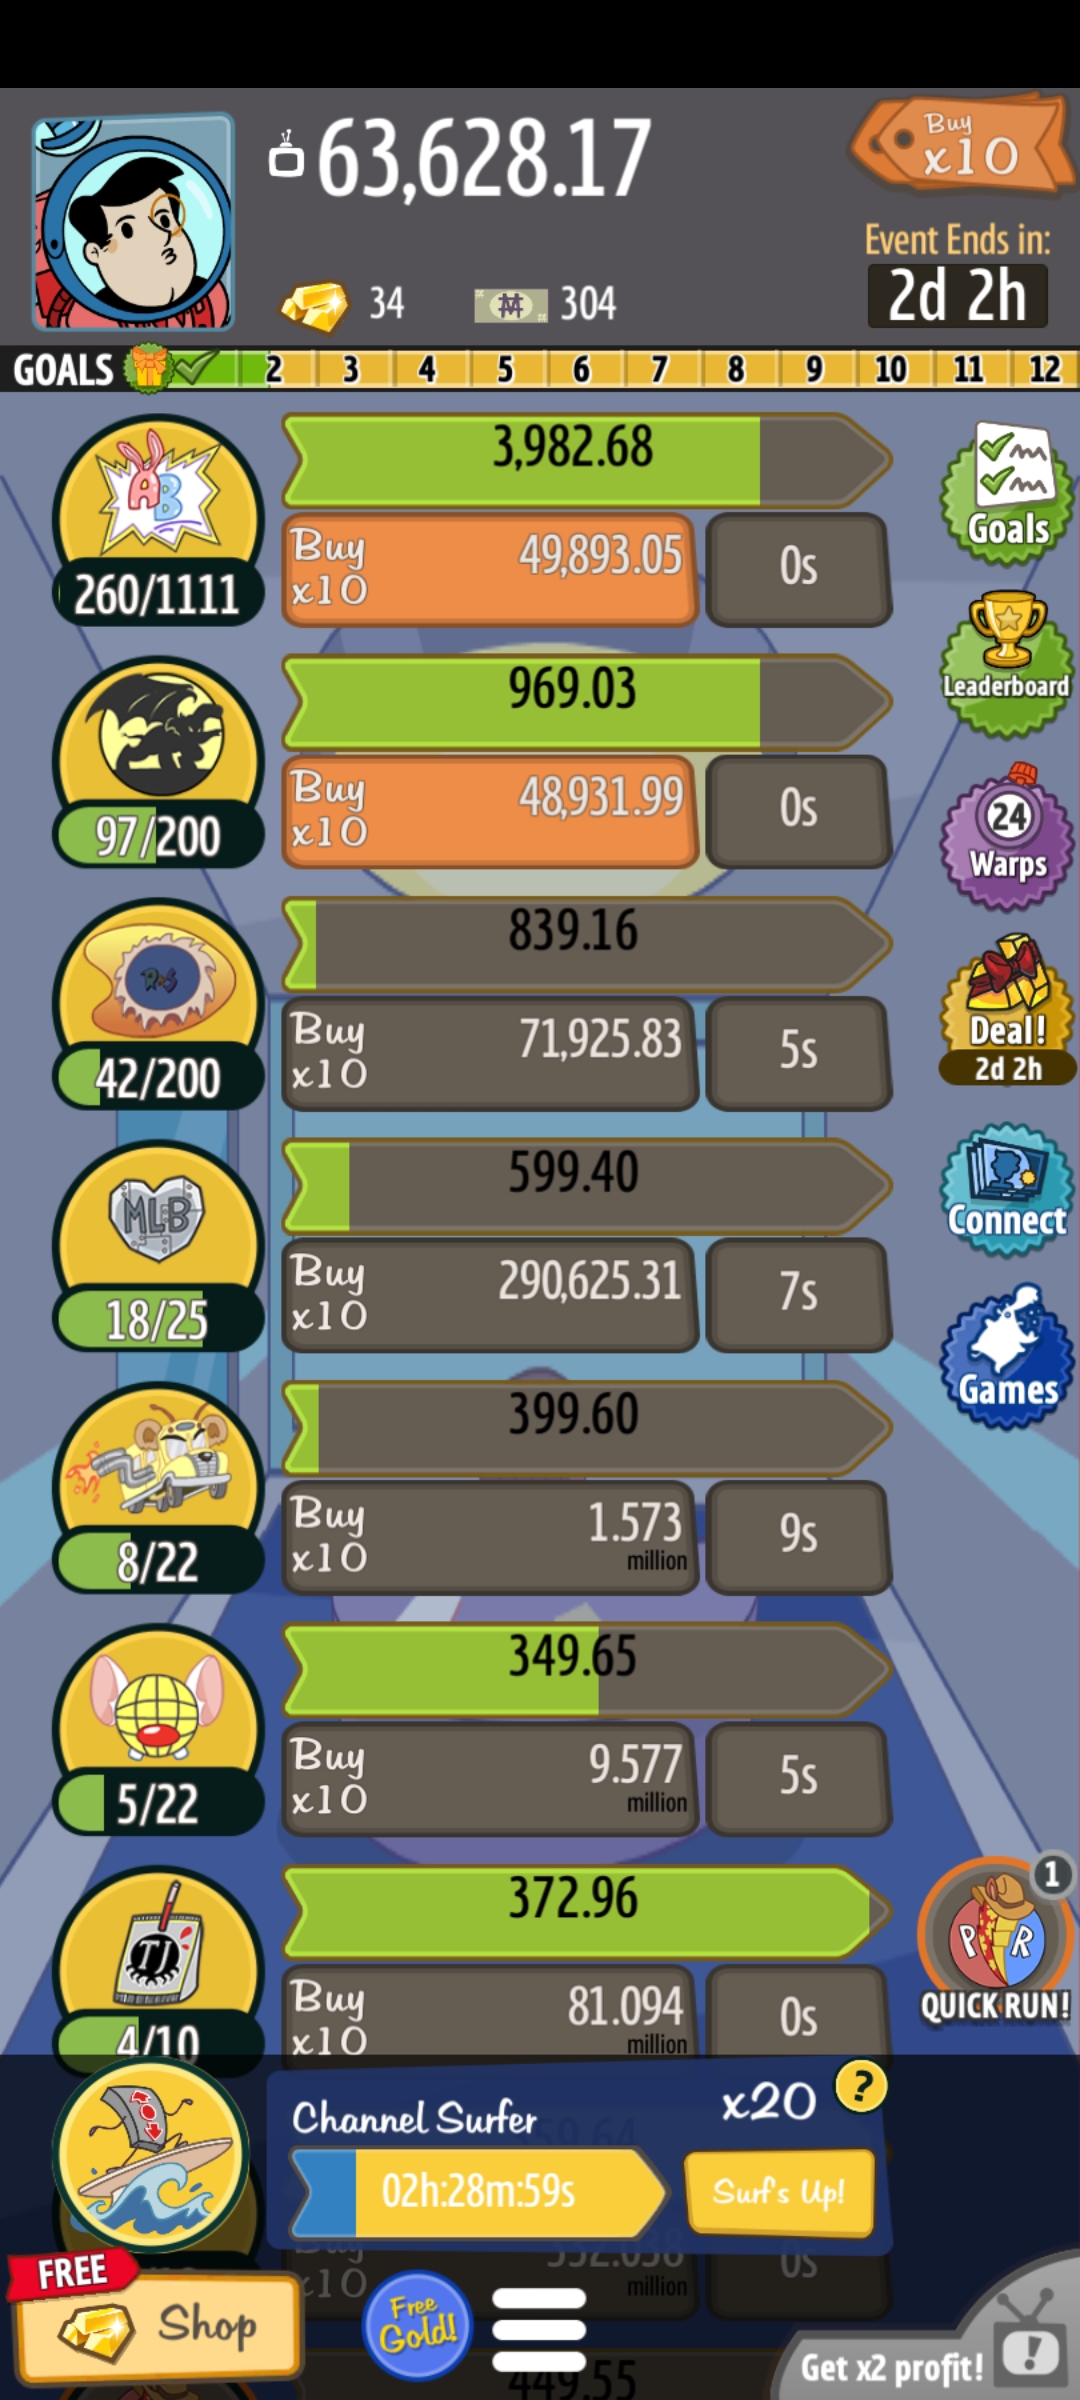 63,628.17
Buy
x10
Event Ends in:
2d 2h
34
304
GOALS 2 3 4 5 6 7 8 9 10 11 12
AB
3,982.68
260/1111
Buy
x10
49,893.05
0s
Goals
969.03
97/200
Buy
x10
48,931.99
0s
Leaderboard
24
Warps
839.16
42/200
Buy
x10
71,925.83
5s
Deal!
2d 2h
MLB
599.40
18/25
Buy
x10
290,625.31
7s
Connect
Games
399.60
8/22
Buy
x10
1.573
million
9s
349.65
5/22
Buy
x10
9.577
million
5s
TJ
372.96
4/10
Buy
x10
81.094
million
0s
1
P R
QUICK RUN!
Channel Surfer
x20
?
02h:28m:59s
Surf's Up!
Buy
x10
million
0s
FREE
Shop
Free
Gold!
449.55
Get x2 profit!
!